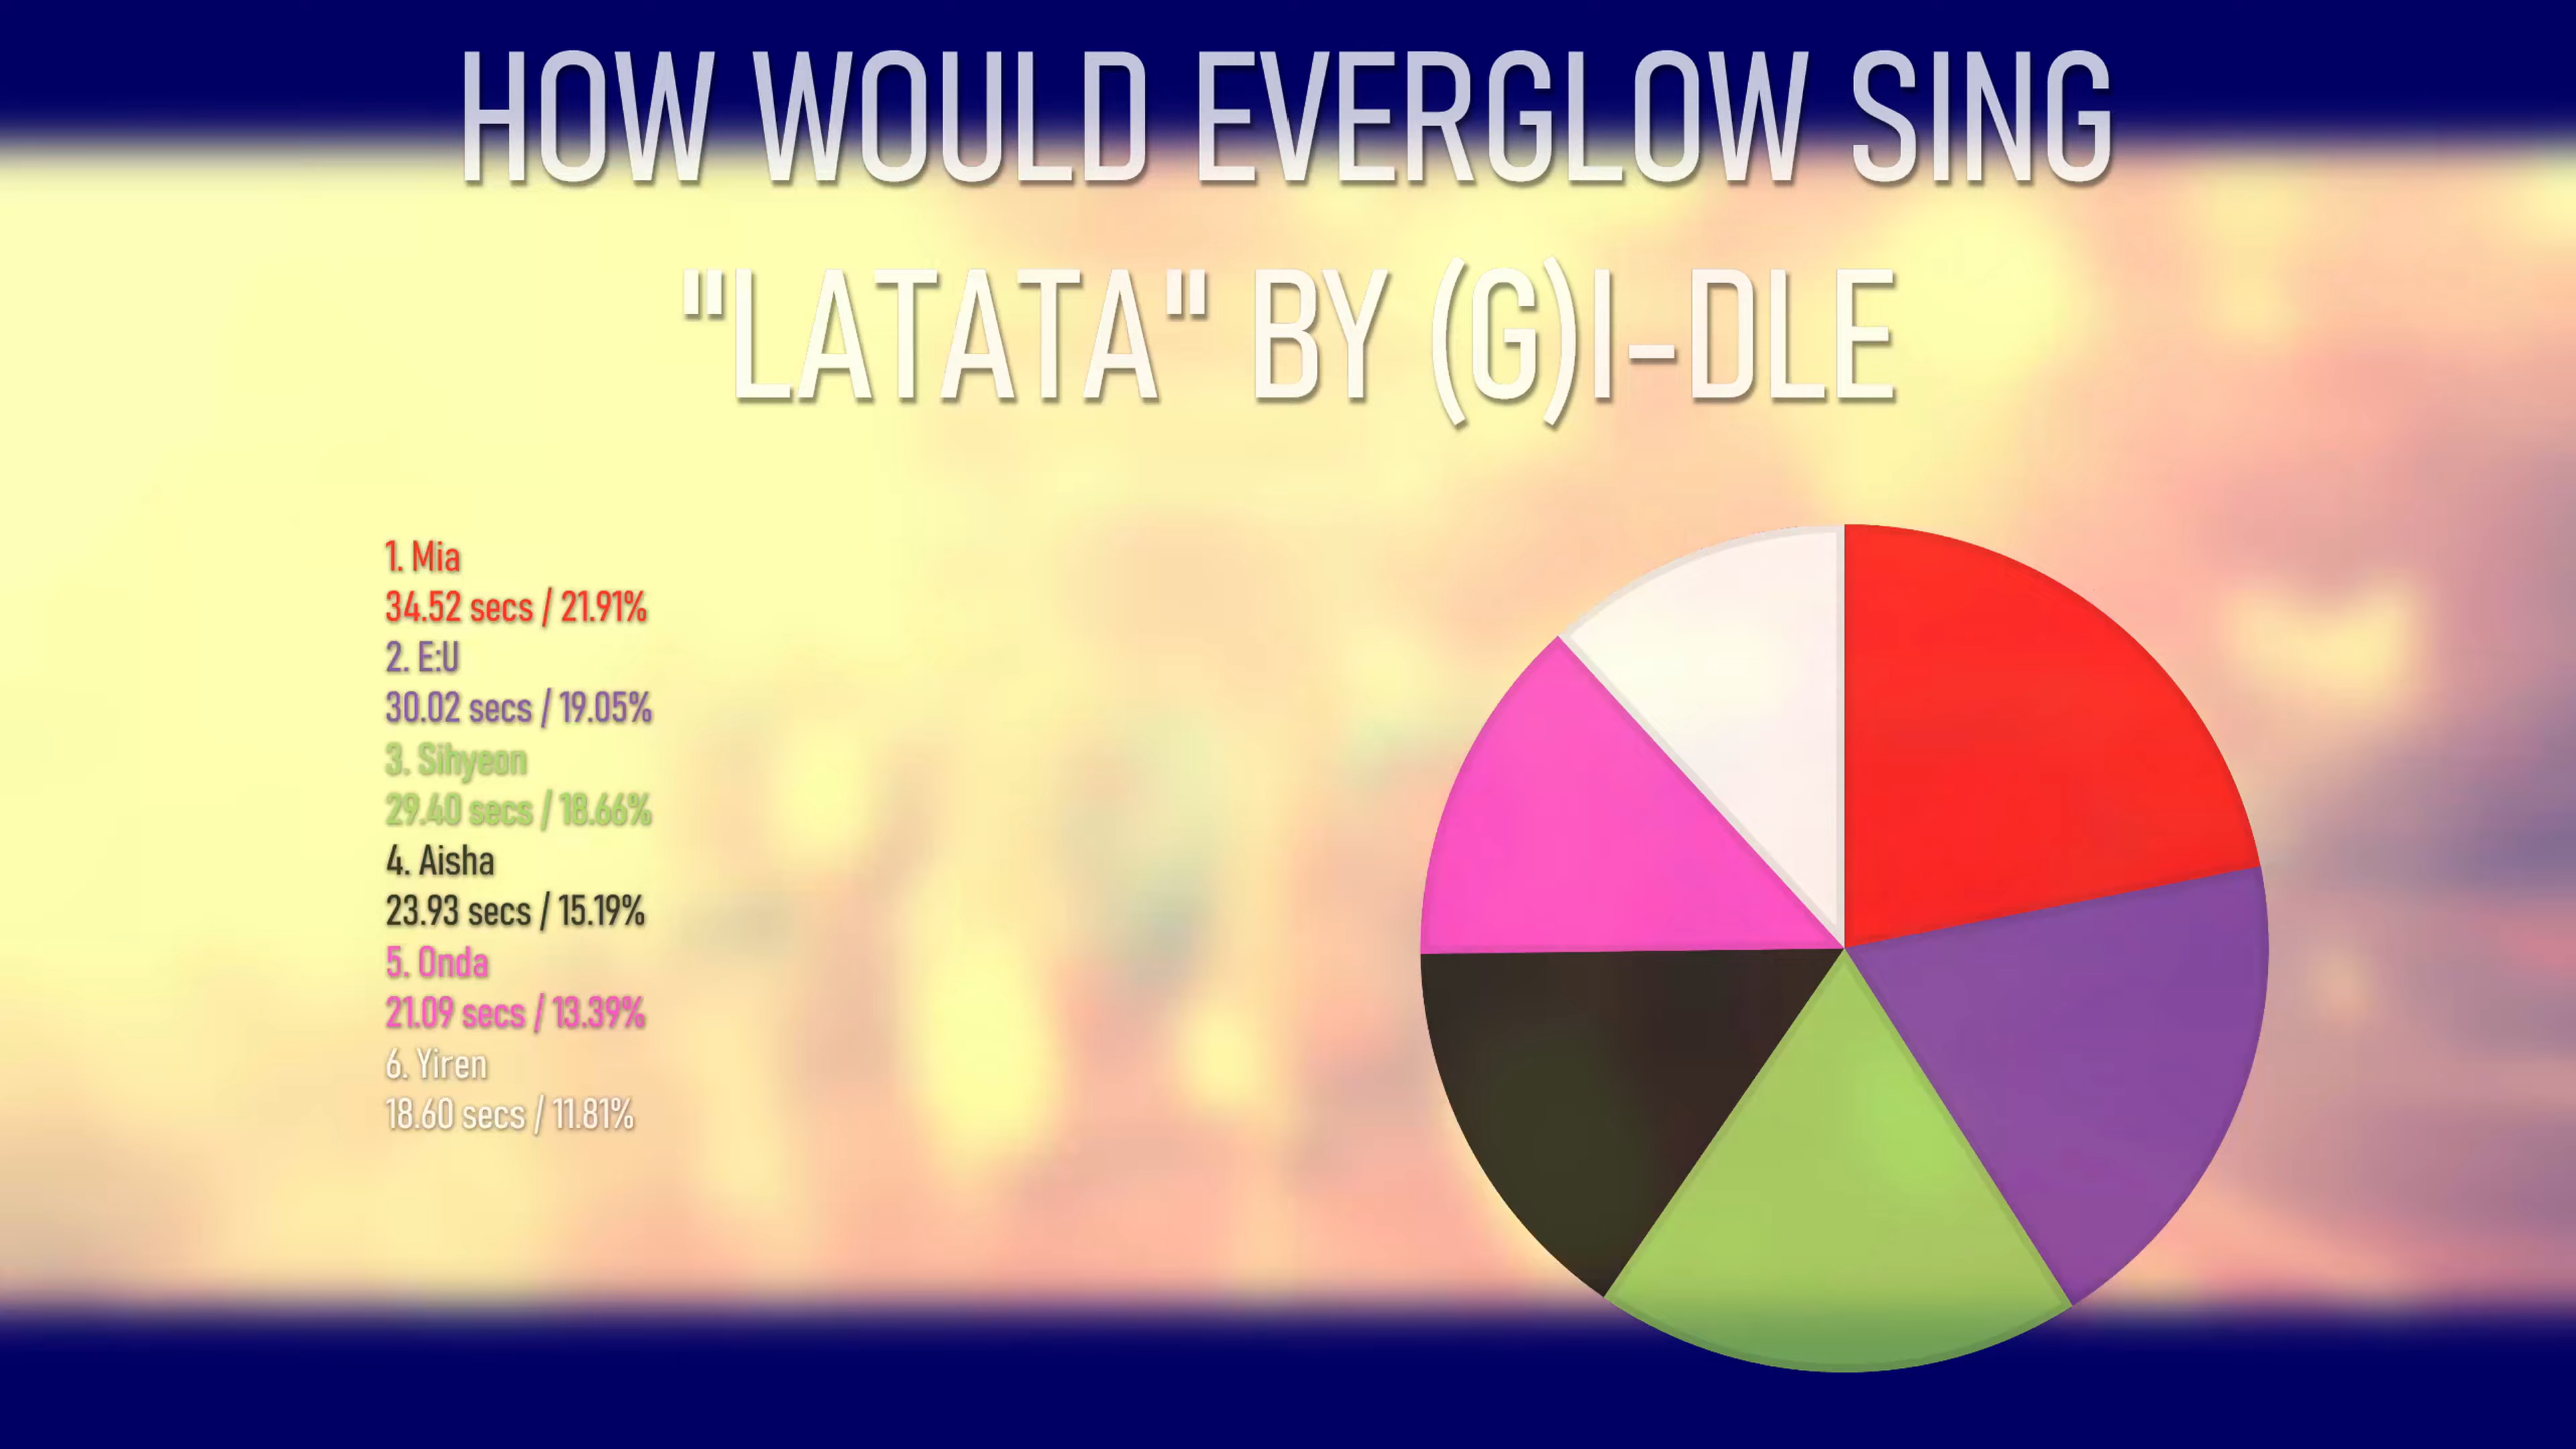 HOW WOULD EVERGLOW SING
"LATATA" BY (G)I-DLE
1. Mia
34.52 secs / 21.91%
2. E:U
30.02 secs / 19.05%
3. Sihyeon
29.40 secs / 18.66%
4. Aisha
23.93 secs / 15.19%
5. Onda
21.09 secs / 13.39%
6. Yiren
18.60 secs / 11.81%